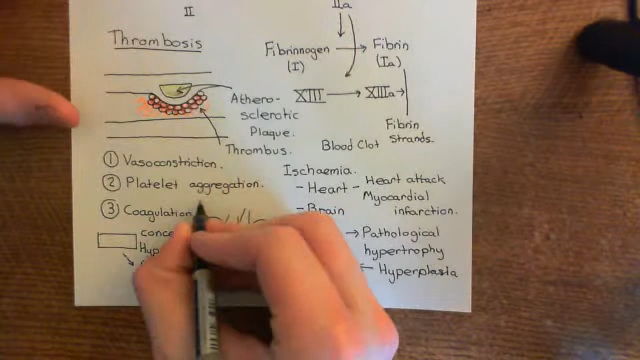 II
IIa
Thrombosis
Fibrinnogen
(I)
Fibrin
(Ia)
XIII
XIIIa
Athero-
sclerotic
Plaque.
Thrombus.
Fibrin
Strands.
Blood Clot
① Vasoconstriction.
② Platelet aggregation.
③ Coagulation
Ischaemia.
- Heart - Heart attack,
Myocardial
infarction.
- Brain
Pathological
hypertrophy
Hyperplasia